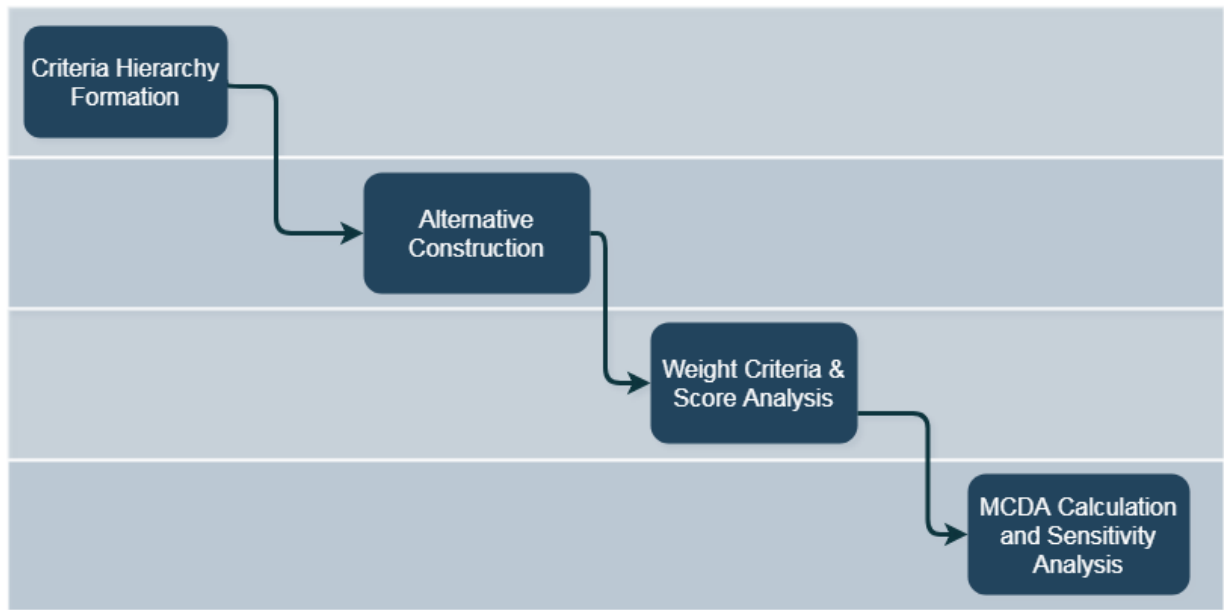 Criteria Hierarchy
Formation
Alternative
Construction
Weight Criteria &
Score Analysis
MCDA Calculation
and Sensitivity
Analysis